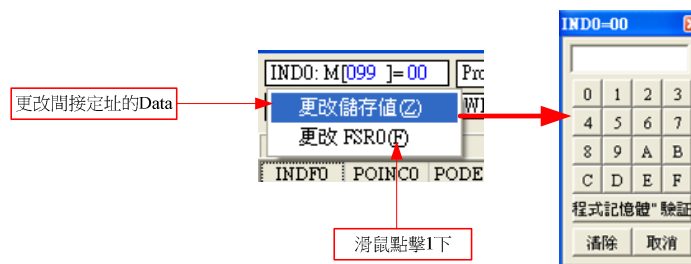 IND0=00
IND0: M[099 ]= 00
更改間接定址的Data
更改儲存值(Z)
更改 FSR0(F)
INDF0 POINC0 PODE
滑鼠點擊1下
0 1 2 3
4 5 6 7
8 9 A B
C D E F
程式記憶體" 驗証
清除 取消